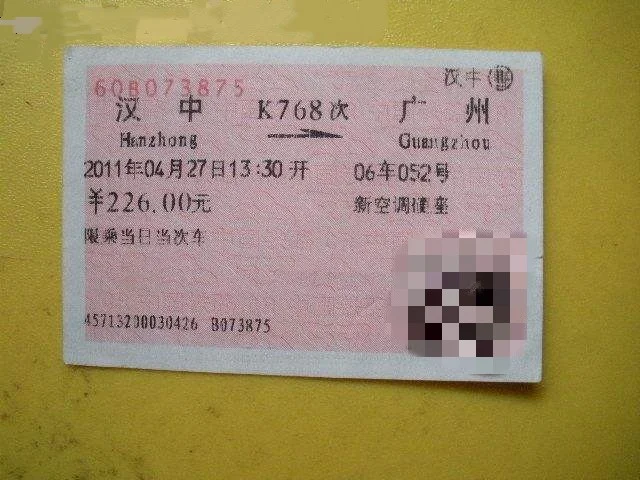 60B073875
汉中(售)
汉中 K768次 广州
Hanzhong Guangzhou
2011年04月27日13:30开 06车052号
¥226.00元 新空调硬座
限乘当日当次车
45713200030426 B073875